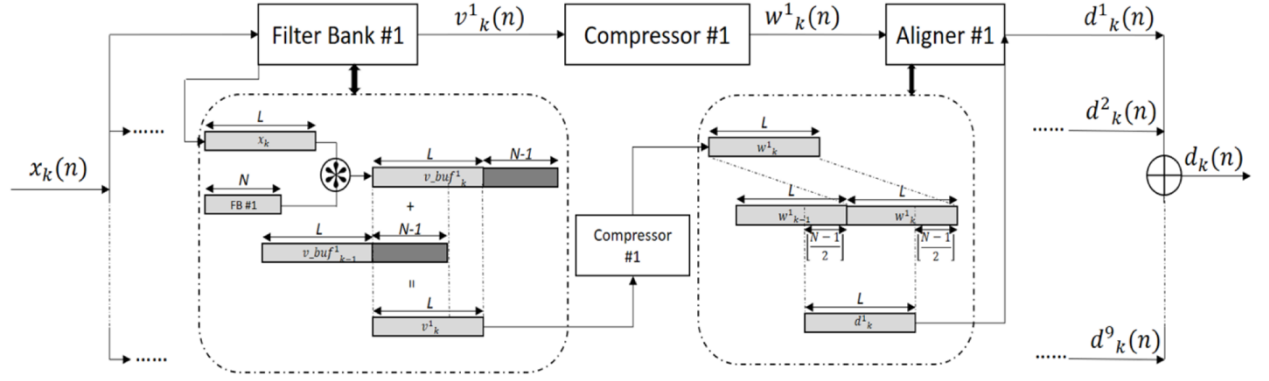 Filter Bank #1
v¹ₖ(n)
Compressor #1
w¹ₖ(n)
Aligner #1
d¹ₖ(n)
L
xₖ
N
FB #1
L
N-1
v_buf¹ₖ
+
L
N-1
v_buf¹ₖ₋₁
=
L
v¹ₖ
Compressor
#1
L
w¹ₖ
L
L
w¹ₖ₋₁
w¹ₖ
⌈N − 1
2⌉
⌈N − 1
2⌉
L
d¹ₖ
......
d²ₖ(n)
xₖ(n)
dₖ(n)
......
......
......
d⁹ₖ(n)